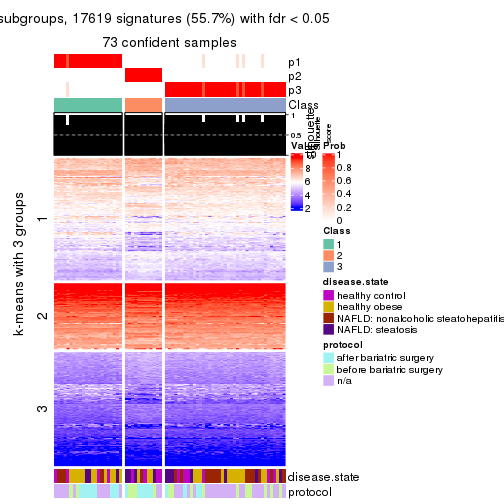 subgroups, 17619 signatures (55.7%) with fdr < 0.05
73 confident samples
p1
p2
p3
Class
1
0.5
silhouette
score
k-means with 3 groups
1
2
3
disease.state
protocol
8
6
4
2
Prob
1
0.8
0.6
0.4
0.2
0
Class
1
2
3
disease.state
healthy control
healthy obese
NAFLD: nonalcoholic steatohepatitis
NAFLD: steatosis
protocol
after bariatric surgery
before bariatric surgery
n/a